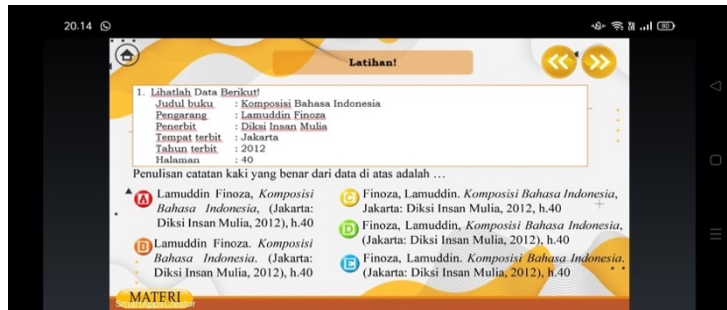 20.14
80
Latihan!
1. Lihatlah Data Berikut!
Judul buku : Komposisi Bahasa Indonesia
Pengarang : Lamuddin Finoza
Penerbit : Diksi Insan Mulia
Tempat terbit : Jakarta
Tahun terbit : 2012
Halaman : 40
Penulisan catatan kaki yang benar dari data di atas adalah …
A Lamuddin Finoza, Komposisi
Bahasa Indonesia, (Jakarta:
Diksi Insan Mulia, 2012), h.40
B Lamuddin Finoza. Komposisi
Bahasa Indonesia. (Jakarta:
Diksi Insan Mulia, 2012), h.40
C Finoza, Lamuddin. Komposisi Bahasa Indonesia,
Jakarta: Diksi Insan Mulia, 2012, h.40
D Finoza, Lamuddin, Komposisi Bahasa Indonesia,
(Jakarta: Diksi Insan Mulia, 2012), h.40
E Finoza, Lamuddin. Komposisi Bahasa Indonesia.
(Jakarta: Diksi Insan Mulia, 2012), h.40
MATERI
SmartAppsCreator